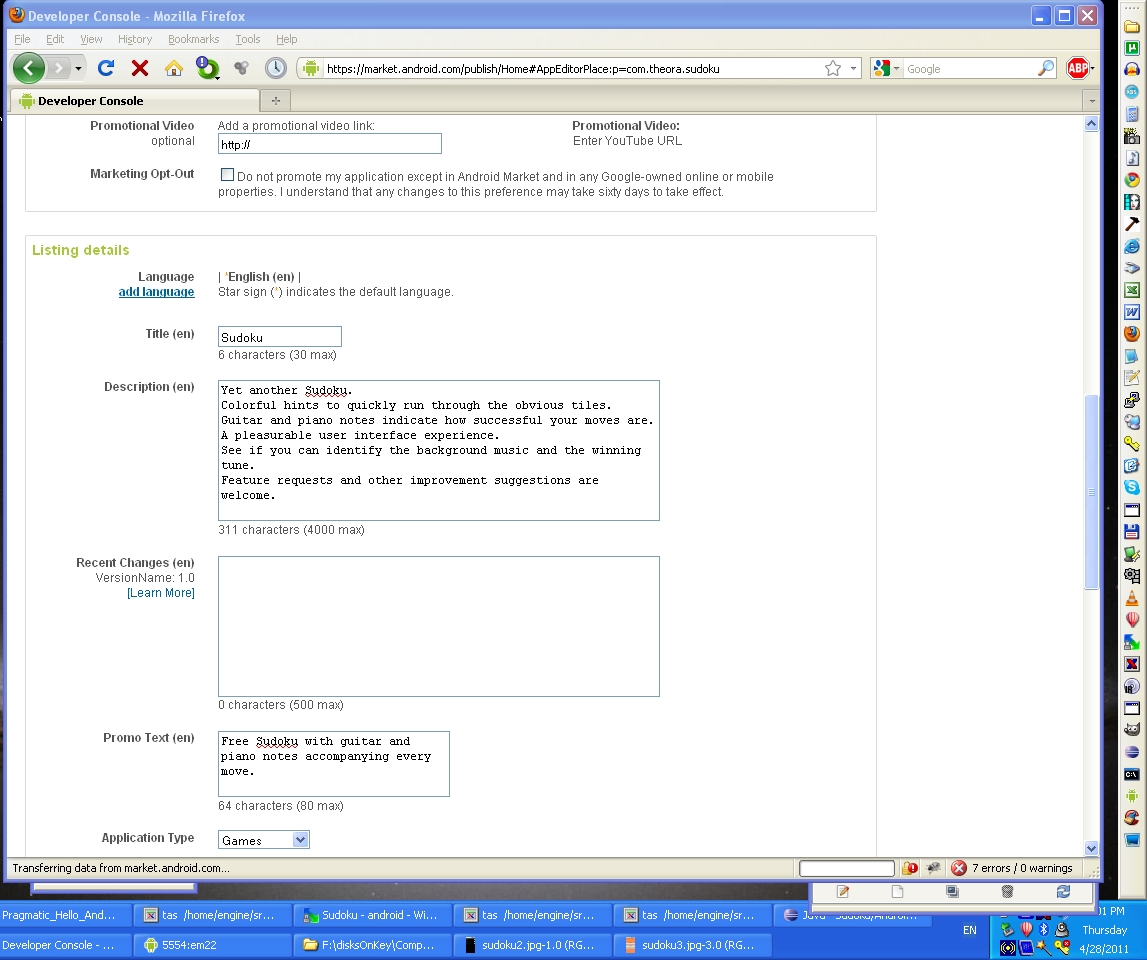 Developer Console - Mozilla Firefox
File Edit View History Bookmarks Tools Help
https://market.android.com/publish/Home#AppEditorPlace:p=com.theora.sudoku
Google
ABP
Developer Console
Promotional Video
optional
Add a promotional video link:
http://
Promotional Video:
Enter YouTube URL
Marketing Opt-Out
Do not promote my application except in Android Market and in any Google-owned online or mobile
properties. I understand that any changes to this preference may take sixty days to take effect.
Listing details
Language
add language
| *English (en) |
Star sign (*) indicates the default language.
Title (en)
Sudoku
6 characters (30 max)
Description (en)
Yet another Sudoku.
Colorful hints to quickly run through the obvious tiles.
Guitar and piano notes indicate how successful your moves are.
A pleasurable user interface experience.
See if you can identify the background music and the winning
tune.
Feature requests and other improvement suggestions are
welcome.
311 characters (4000 max)
Recent Changes (en)
VersionName: 1.0
[Learn More]
0 characters (500 max)
Promo Text (en)
Free Sudoku with guitar and
piano notes accompanying every
move.
64 characters (80 max)
Application Type
Games
Transferring data from market.android.com...
7 errors / 0 warnings
Pragmatic_Hello_And...
tas /home/engine/sr...
Sudoku - android - Wi...
tas /home/engine/sr...
tas /home/engine/sr...
Developer Console - ...
5554:em22
F:\disksOnKey\Comp...
sudoku2.jpg-1.0 (RG...
sudoku3.jpg-3.0 (RG...
EN
01 PM
Thursday
4/28/2011